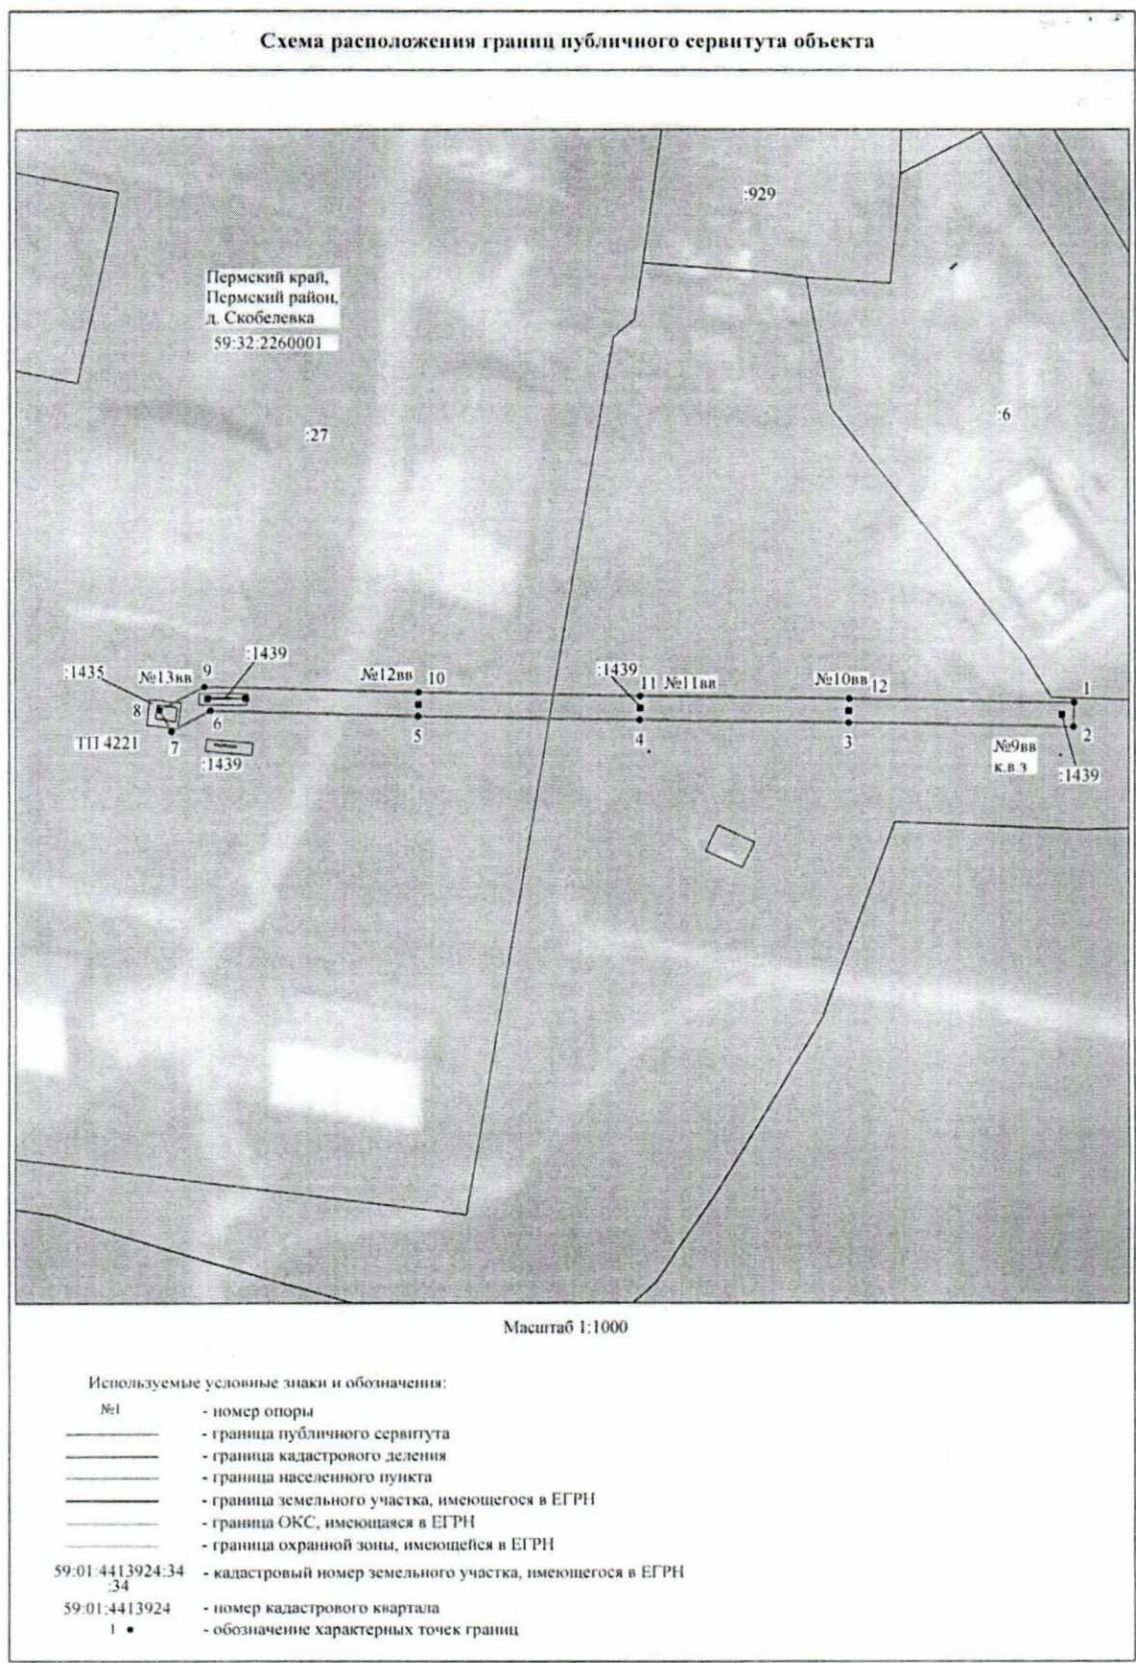 Схема расположения границ публичного сервитута объекта
:929
Пермский край,
Пермский район,
д. Скобелевка
59:32:2260001
:6
:27
:1435
№13вв
9
:1439
№12вв
10
:1439
11 №11вв
№10вв
12
1
8
6
5
4
3
2
ТП 4221
7
:1439
№9вв
к.в.з
:1439
Масштаб 1:1000
Используемые условные знаки и обозначения:
№1 - номер опоры
- граница публичного сервитута
- граница кадастрового деления
- граница населенного пункта
- граница земельного участка, имеющегося в ЕГРН
- граница ОКС, имеющаяся в ЕГРН
- граница охранной зоны, имеющейся в ЕГРН
59:01:4413924:34 - кадастровый номер земельного участка, имеющегося в ЕГРН
:34
59:01:4413924 - номер кадастрового квартала
1 - обозначение характерных точек границ